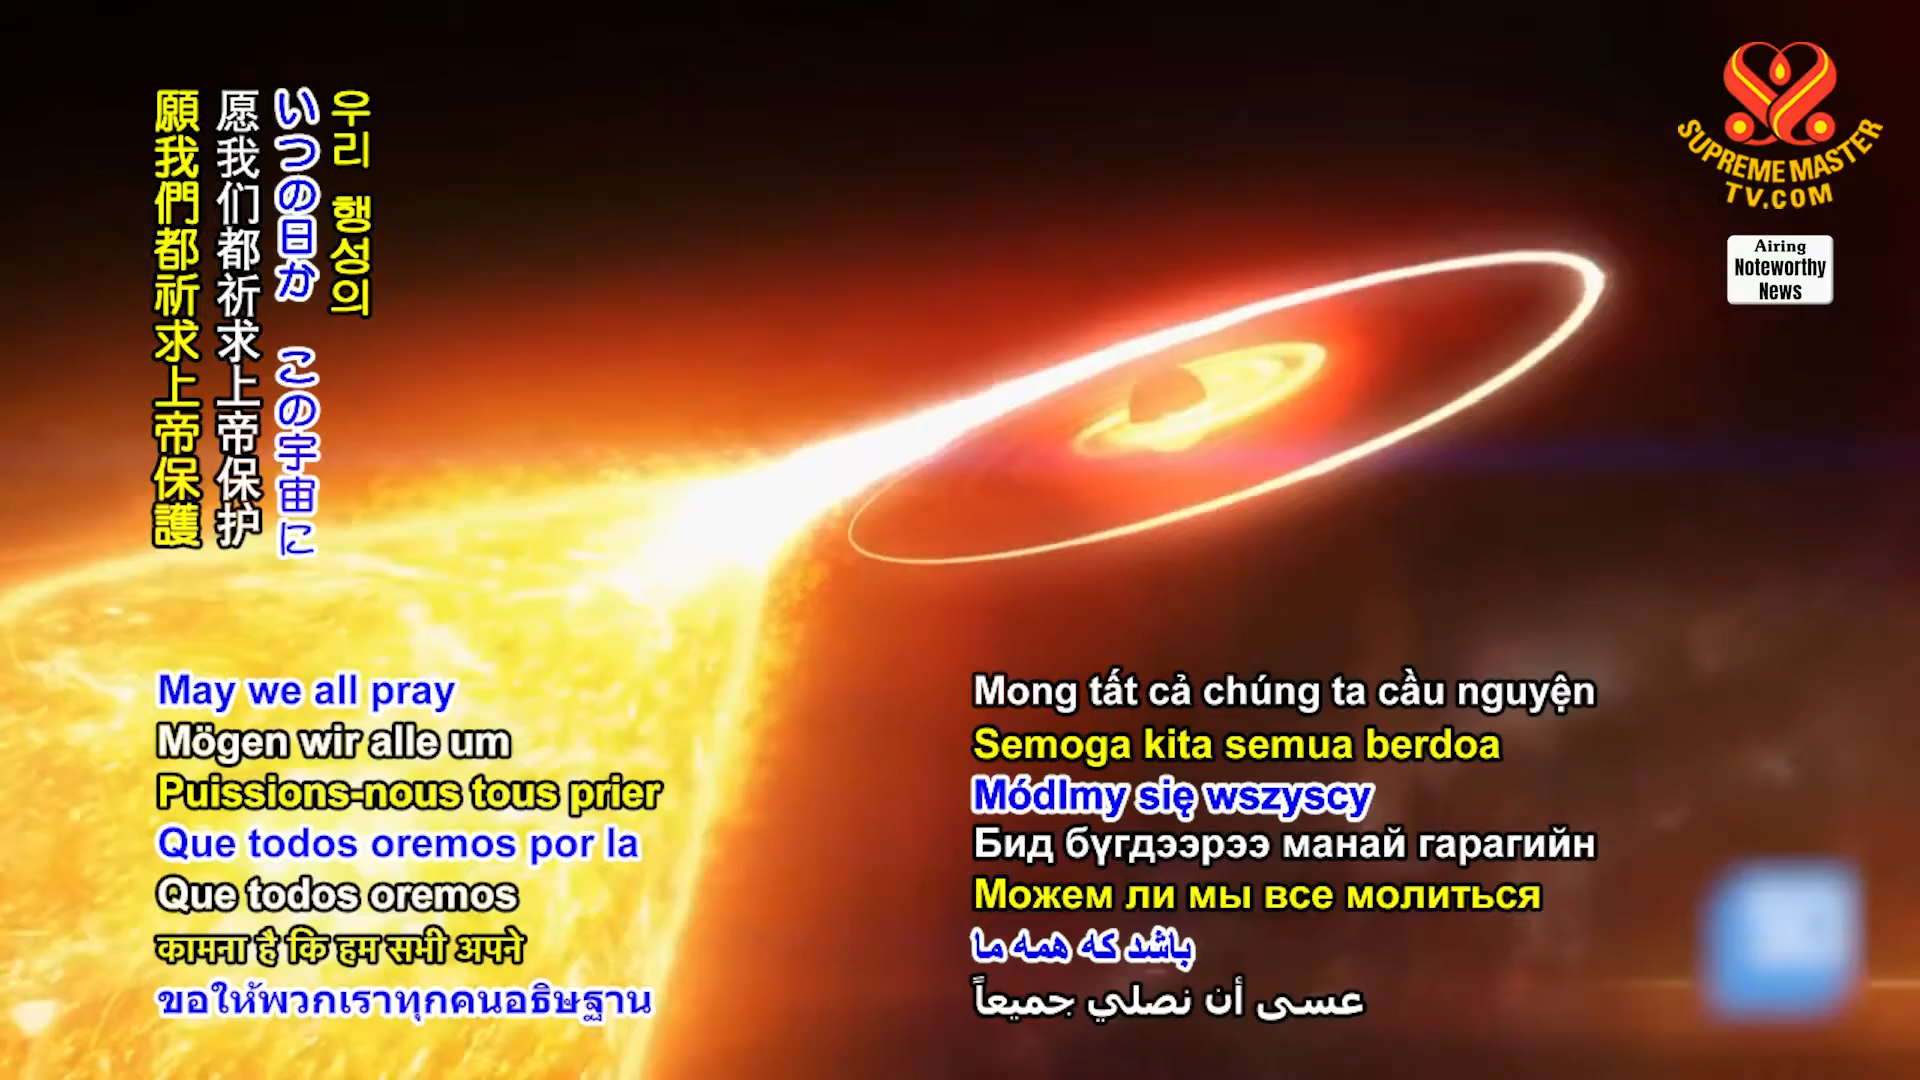 願我們都祈求上帝保護
愿我们都祈求上帝保护
いつの日か この宇宙に
우리 행성의
SUPREME MASTER
TV.COM
Airing
Noteworthy
News
May we all pray
Mögen wir alle um
Puissions-nous tous prier
Que todos oremos por la
Que todos oremos
कामना है कि हम सभी अपने
ขอให้พวกเราทุกคนอธิษฐาน
Mong tất cả chúng ta cầu nguyện
Semoga kita semua berdoa
Módlmy się wszyscy
Бид бүгдээрээ манай гарагийн
Можем ли мы все молиться
باشد که همه ما
عسى أن نصلي جميعاً